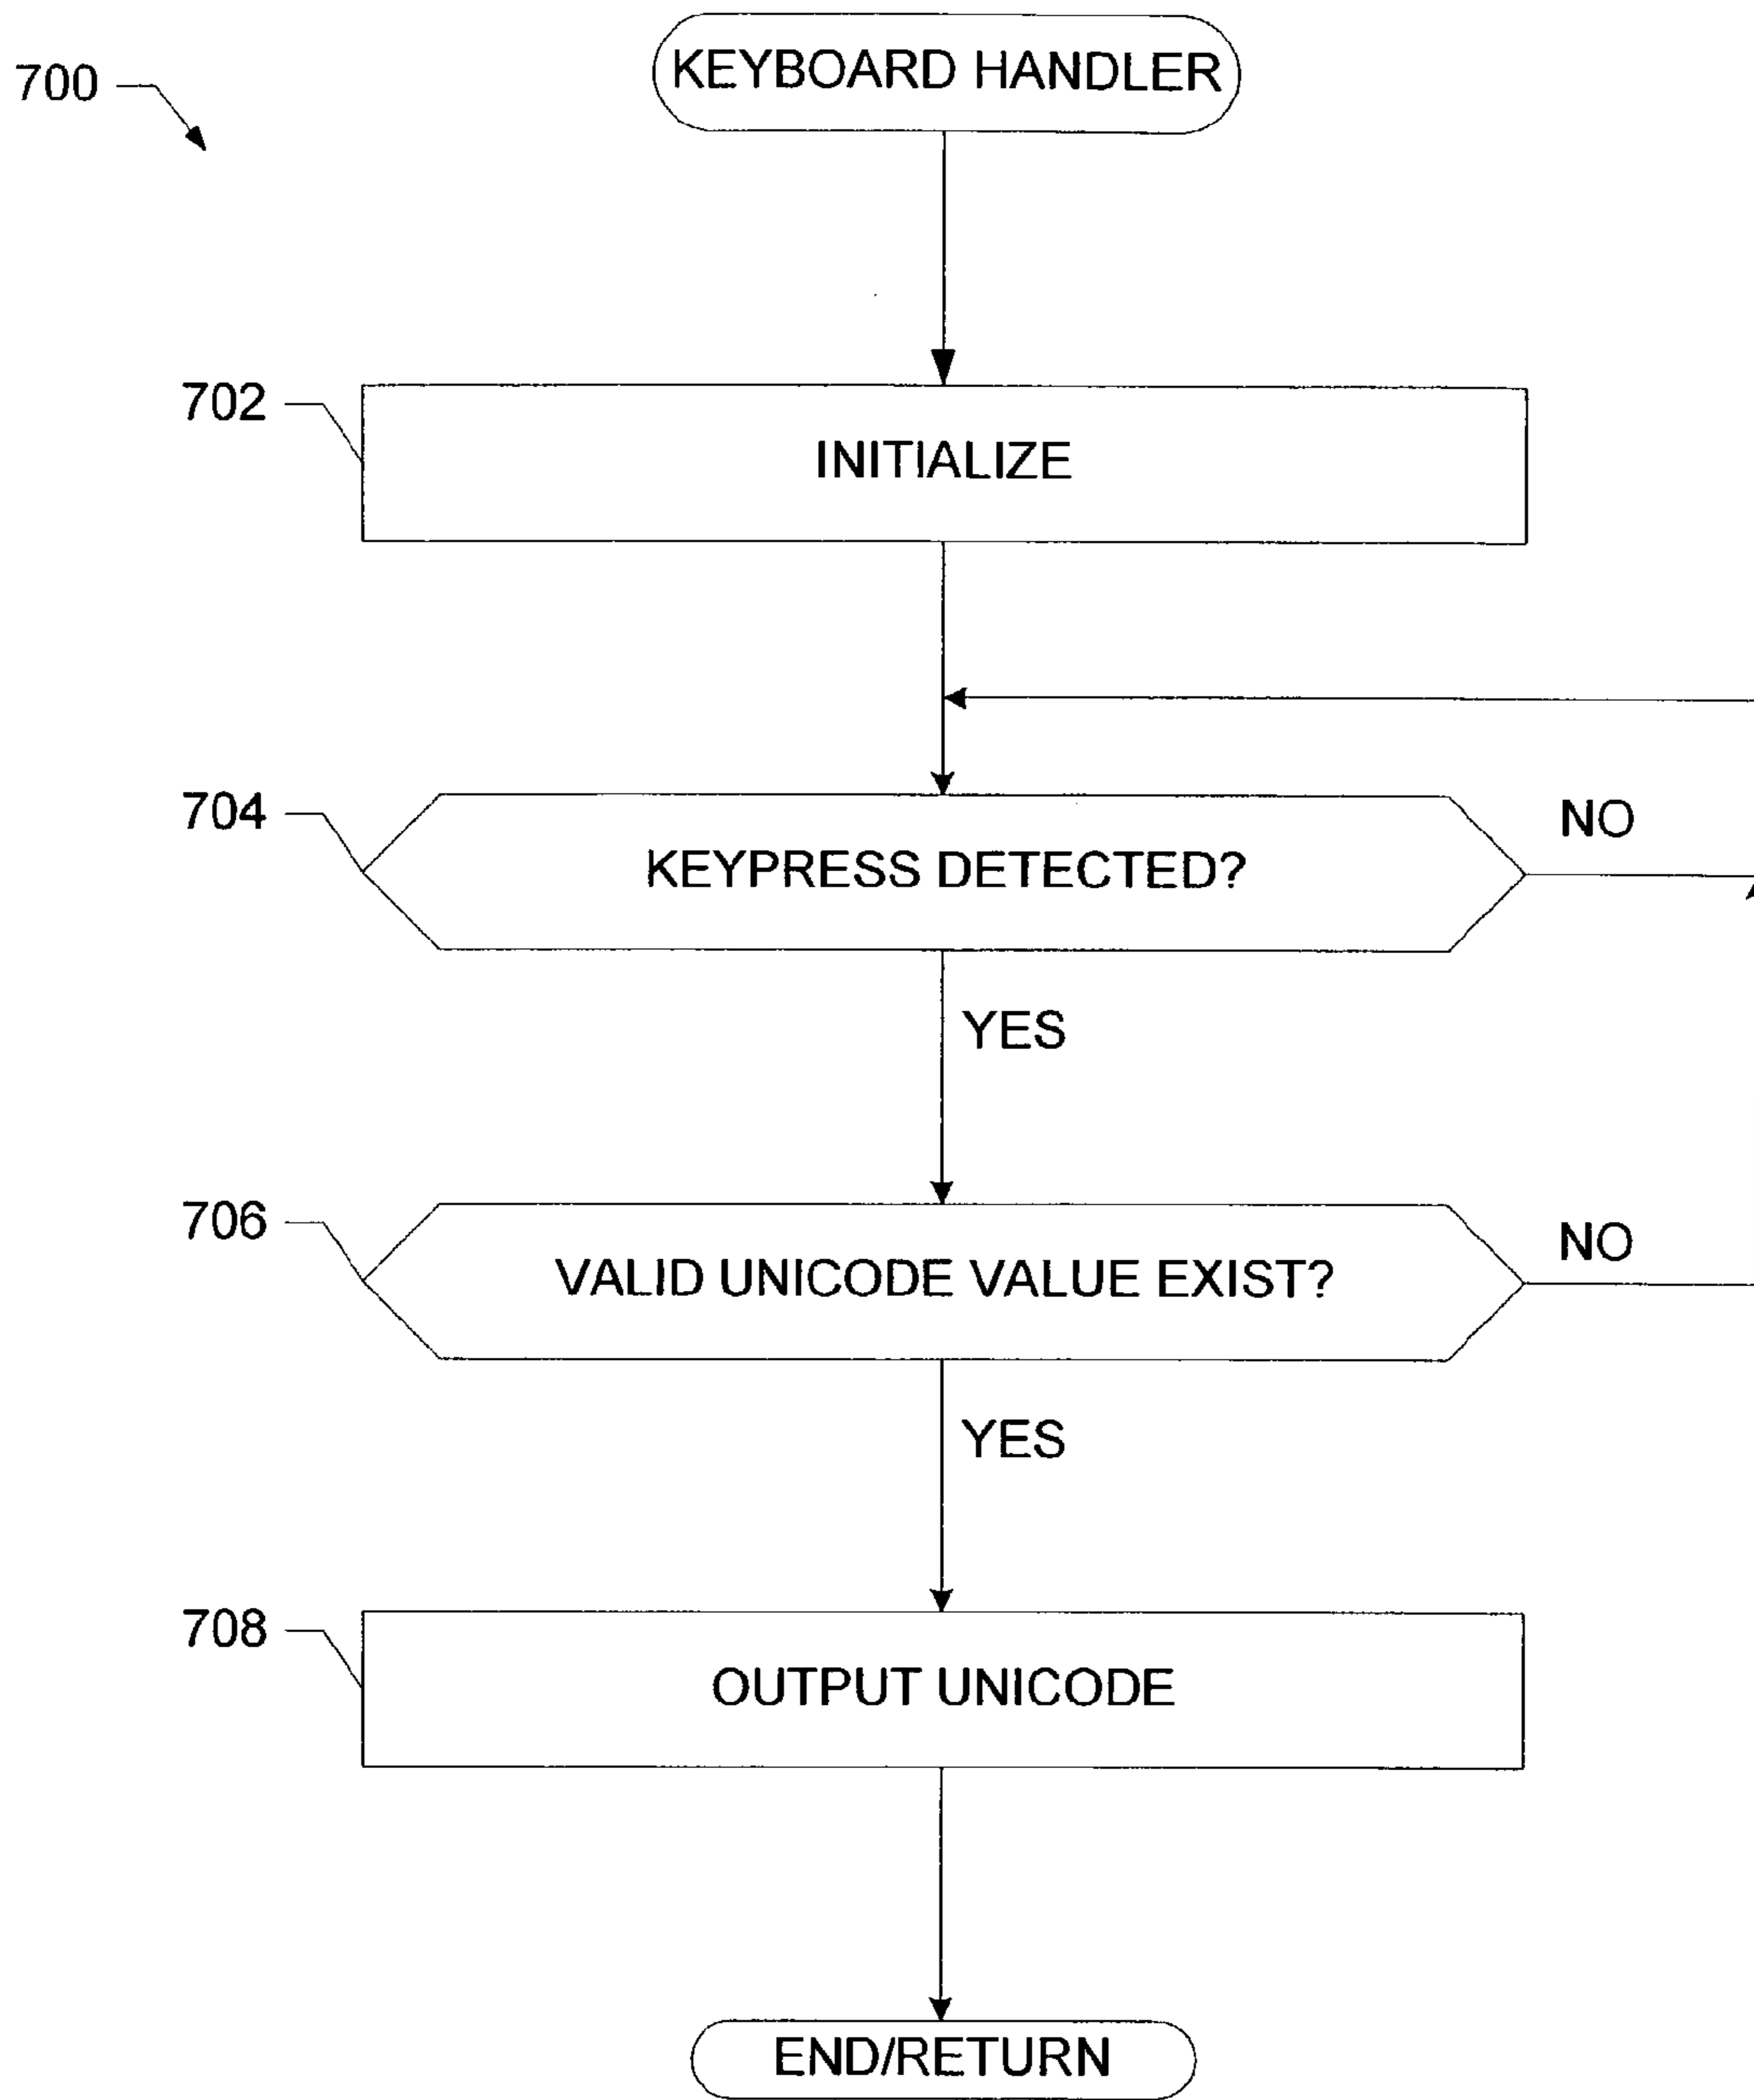 KEYBOARD HANDLER
700
702
INITIALIZE
704
KEYPRESS DETECTED?
NO
YES
706
VALID UNICODE VALUE EXIST?
NO
YES
708
OUTPUT UNICODE
END/RETURN